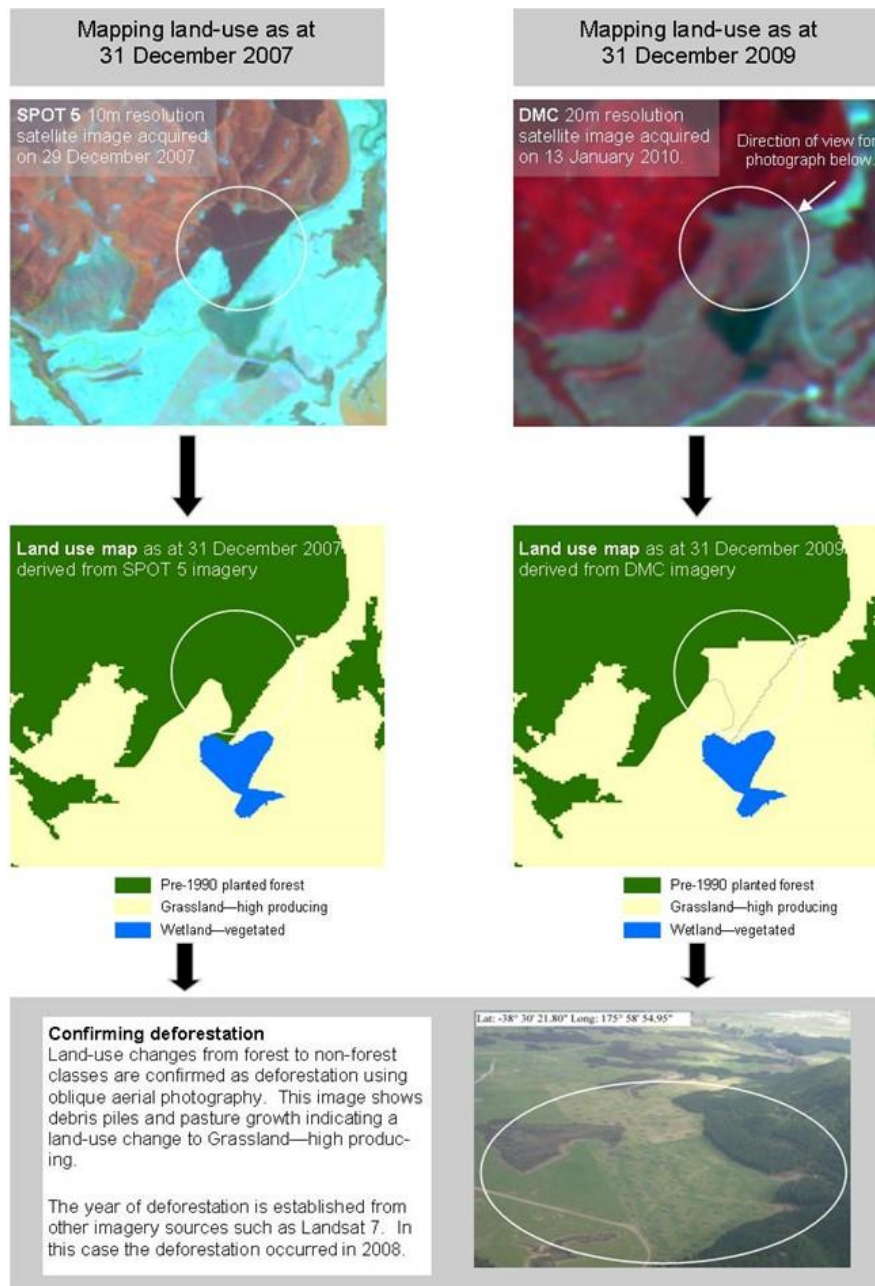 Mapping land-use as at
31 December 2007
Mapping land-use as at
31 December 2009
SPOT 5 10m resolution
satellite image acquired
on 29 December 2007.
DMC 20m resolution
satellite image acquired
on 13 January 2010.
Direction of view for
photograph below.
Land use map as at 31 December 2007
derived from SPOT 5 imagery
Land use map as at 31 December 2009
derived from DMC imagery
Pre-1990 planted forest
Grassland—high producing
Wetland—vegetated
Pre-1990 planted forest
Grassland—high producing
Wetland—vegetated
Confirming deforestation
Land-use changes from forest to non-forest
classes are confirmed as deforestation using
oblique aerial photography. This image shows
debris piles and pasture growth indicating a
land-use change to Grassland—high produc-
ing.
The year of deforestation is established from
other imagery sources such as Landsat 7. In
this case the deforestation occurred in 2008.
Lat: -38° 30' 21.80" Long: 175° 58' 54.95"